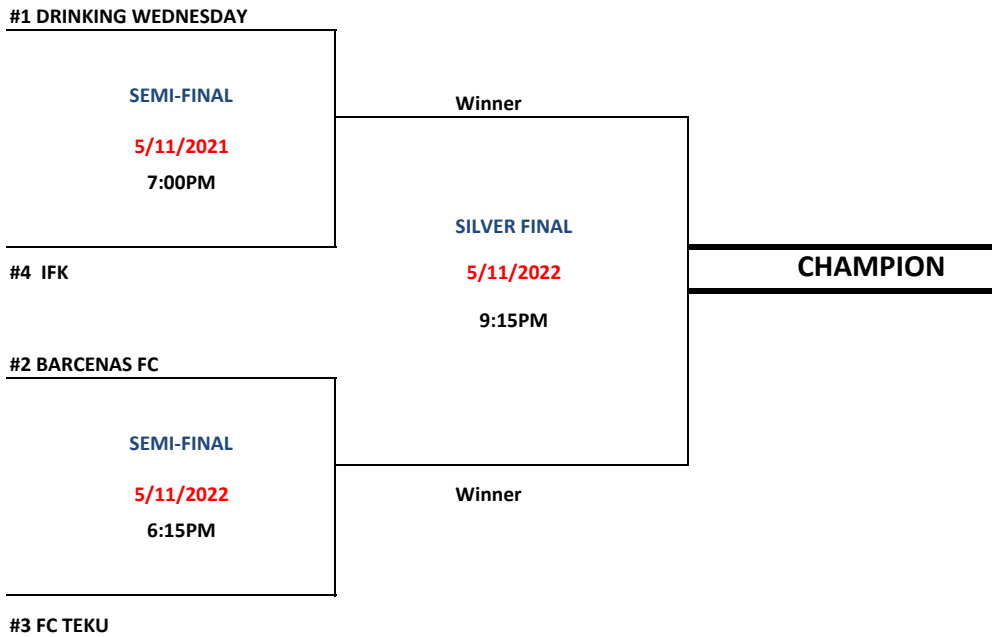 #1 DRINKING WEDNESDAY
SEMI-FINAL
5/11/2021
7:00PM
#4 IFK
Winner
SILVER FINAL
5/11/2022
9:15PM
CHAMPION
#2 BARCENAS FC
SEMI-FINAL
5/11/2022
6:15PM
#3 FC TEKU
Winner